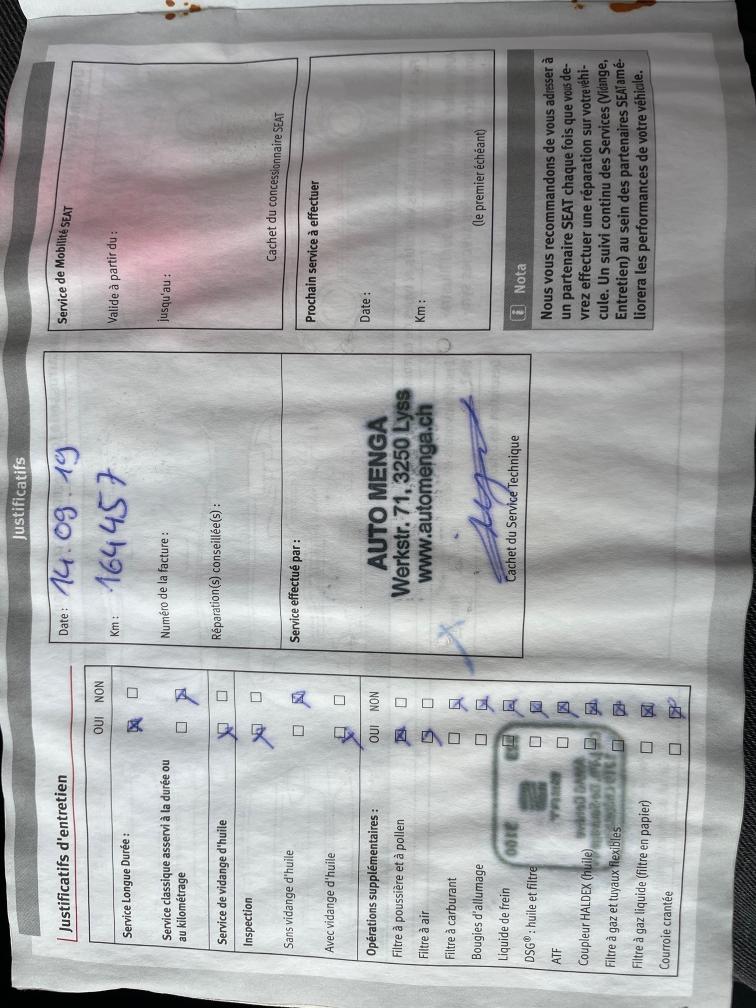 Justificatifs
Justificatifs d'entretien
OUI NON
Service Longue Durée :
Service classique asservi à la durée ou
au kilométrage
Service de vidange d'huile
Inspection
Sans vidange d'huile
Avec vidange d'huile
Opérations supplémentaires :
OUI NON
Filtre à poussière et à pollen
Filtre à air
Filtre à carburant
Bougies d'allumage
Liquide de frein
DSG® : huile et filtre
ATF
Coupleur HALDEX (huile)
Filtre à gaz et tuyaux flexibles
Filtre à gaz liquide (filtre en papier)
Courroie crantée
Date : 14.09.19
Km : 164457
Numéro de la facture :
Réparation(s) conseillée(s) :
Service effectué par :
AUTO MENGA
Werkstr. 71, 3250 Lyss
www.automenga.ch
Cachet du Service Technique
Service de Mobilité SEAT
Valide à partir du :
jusqu'au :
Cachet du concessionnaire SEAT
Prochain service à effectuer
Date :
Km :
(le premier échéant)
Nota
Nous vous recommandons de vous adresser à
un partenaire SEAT chaque fois que vous de-
vrez effectuer une réparation sur votre véhi-
cule. Un suivi continu des Services (Vidange,
Entretien) au sein des partenaires SEAT amé-
liorera les performances de votre véhicule.